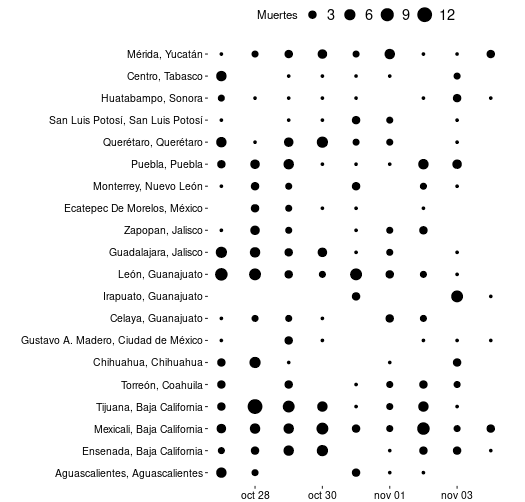 Muertes 3 6 9 12
Mérida, Yucatán
Centro, Tabasco
Huatabampo, Sonora
San Luis Potosí, San Luis Potosí
Querétaro, Querétaro
Puebla, Puebla
Monterrey, Nuevo León
Ecatepec De Morelos, México
Zapopan, Jalisco
Guadalajara, Jalisco
León, Guanajuato
Irapuato, Guanajuato
Celaya, Guanajuato
Gustavo A. Madero, Ciudad de México
Chihuahua, Chihuahua
Torreón, Coahuila
Tijuana, Baja California
Mexicali, Baja California
Ensenada, Baja California
Aguascalientes, Aguascalientes
oct 28 oct 30 nov 01 nov 03